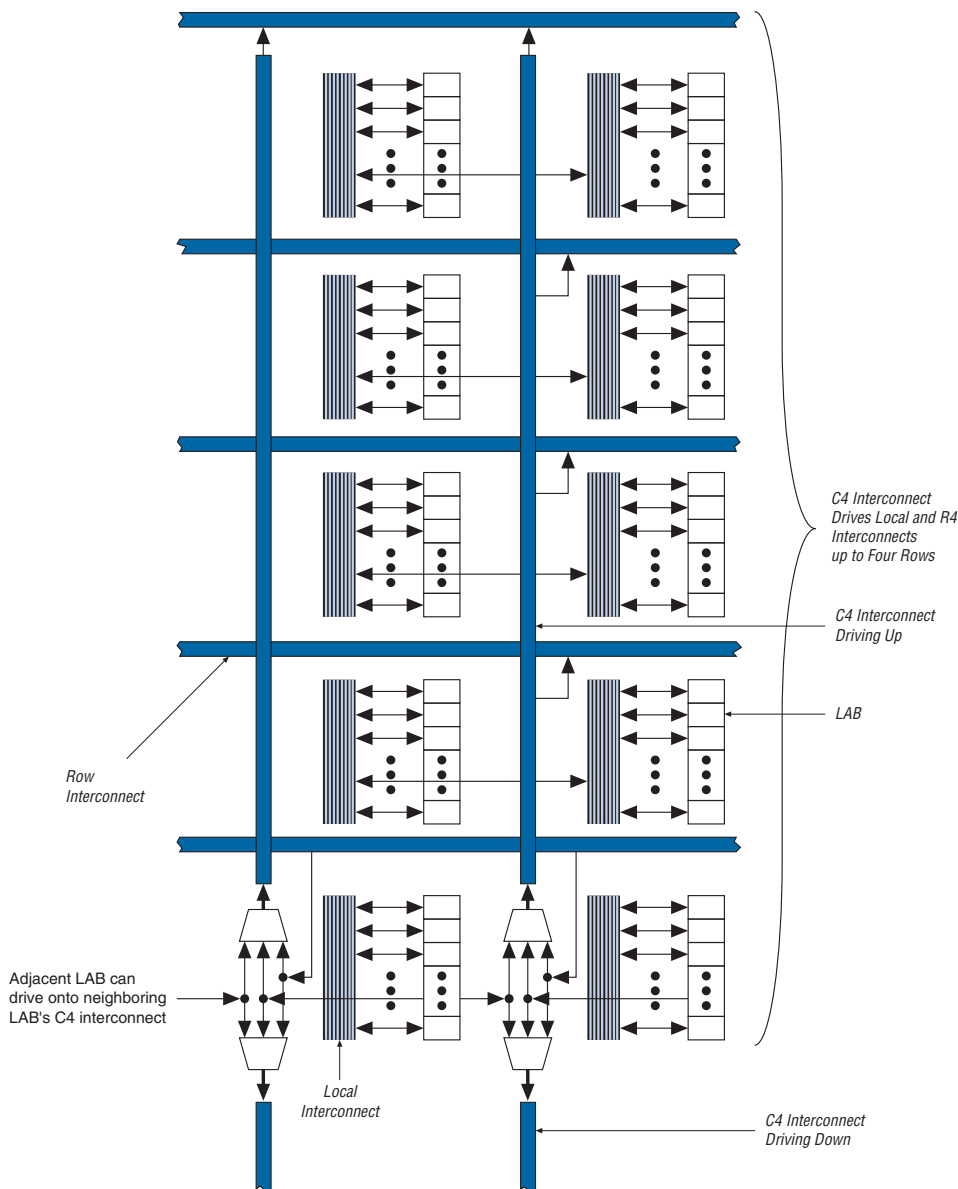 C4 Interconnect
Drives Local and R4
Interconnects
up to Four Rows
C4 Interconnect
Driving Up
LAB
Row
Interconnect
Adjacent LAB can
drive onto neighboring
LAB's C4 interconnect
Local
Interconnect
C4 Interconnect
Driving Down